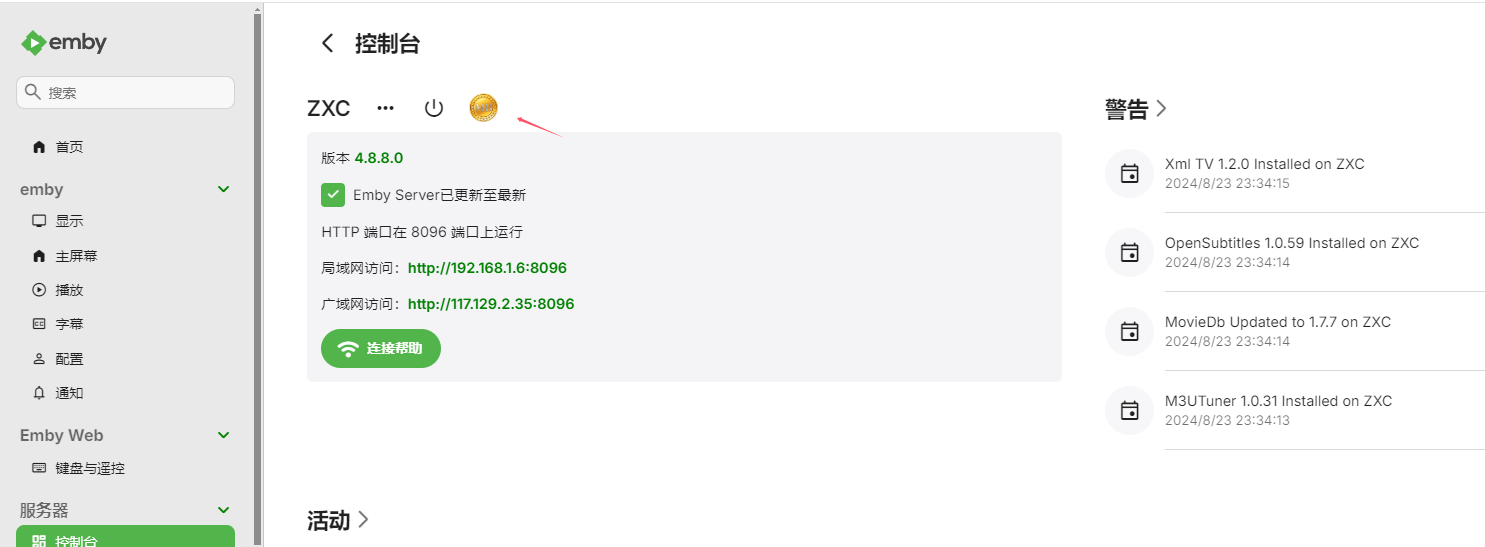 emby
搜索
首页
emby
显示
主屏幕
播放
字幕
配置
通知
Emby Web
键盘与遥控
服务器
控制台
控制台
ZXC
版本 4.8.8.0
Emby Server已更新至最新
HTTP 端口在 8096 端口上运行
局域网访问：http://192.168.1.6:8096
广域网访问：http://117.129.2.35:8096
连接帮助
活动
警告
Xml TV 1.2.0 Installed on ZXC
2024/8/23 23:34:15
OpenSubtitles 1.0.59 Installed on ZXC
2024/8/23 23:34:14
MovieDb Updated to 1.7.7 on ZXC
2024/8/23 23:34:14
M3UTuner 1.0.31 Installed on ZXC
2024/8/23 23:34:13